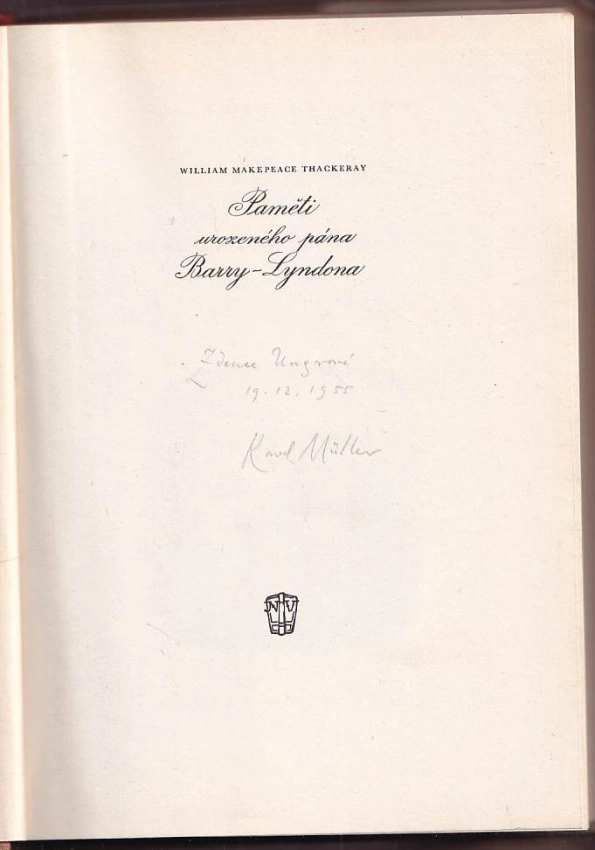 WILLIAM MAKEPEACE THACKERAY
Paměti
urozeného pána
Barry-Lyndona
Zdence Ungrové
19.12.1955
Karel Müller